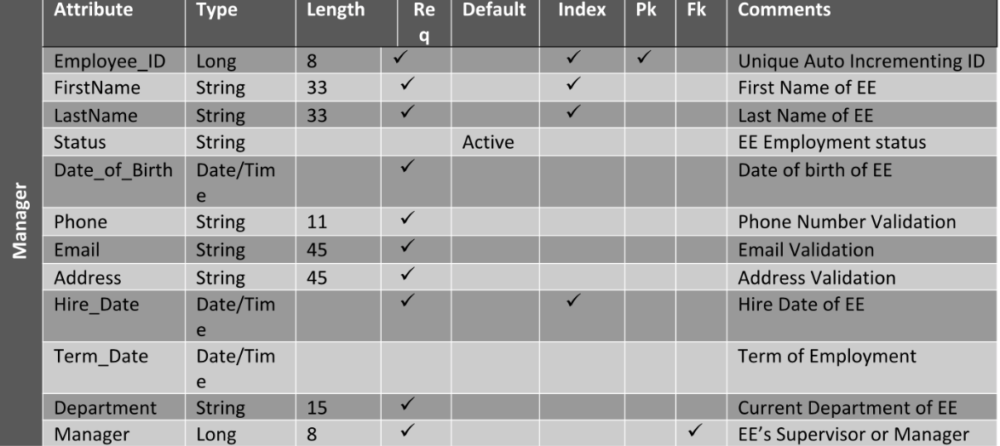 Attribute Type Length Re Default Index Pk Fk Comments
q
Employee_ID Long 8 ✓ ✓ ✓ Unique Auto Incrementing ID
FirstName String 33 ✓ ✓ First Name of EE
LastName String 33 ✓ ✓ Last Name of EE
Status String Active EE Employment status
Date_of_Birth Date/Tim ✓ Date of birth of EE
e
Phone String 11 ✓ Phone Number Validation
Email String 45 ✓ Email Validation
Address String 45 ✓ Address Validation
Hire_Date Date/Tim ✓ ✓ Hire Date of EE
e
Term_Date Date/Tim Term of Employment
e
Department String 15 ✓ Current Department of EE
Manager Long 8 ✓ ✓ EE’s Supervisor or Manager
Manager